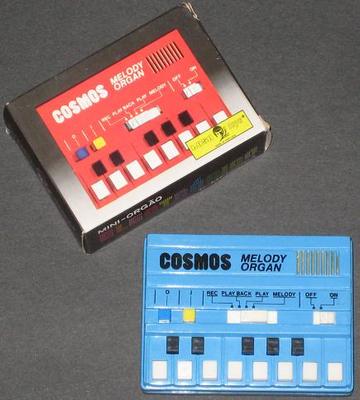 COSMOS
MELODY
ORGAN
REC PLAY BACK PLAY MELODY OFF ON
MINI-ORGÃO
COSMOS MELODY
ORGAN
REC PLAY BACK PLAY MELODY OFF ON